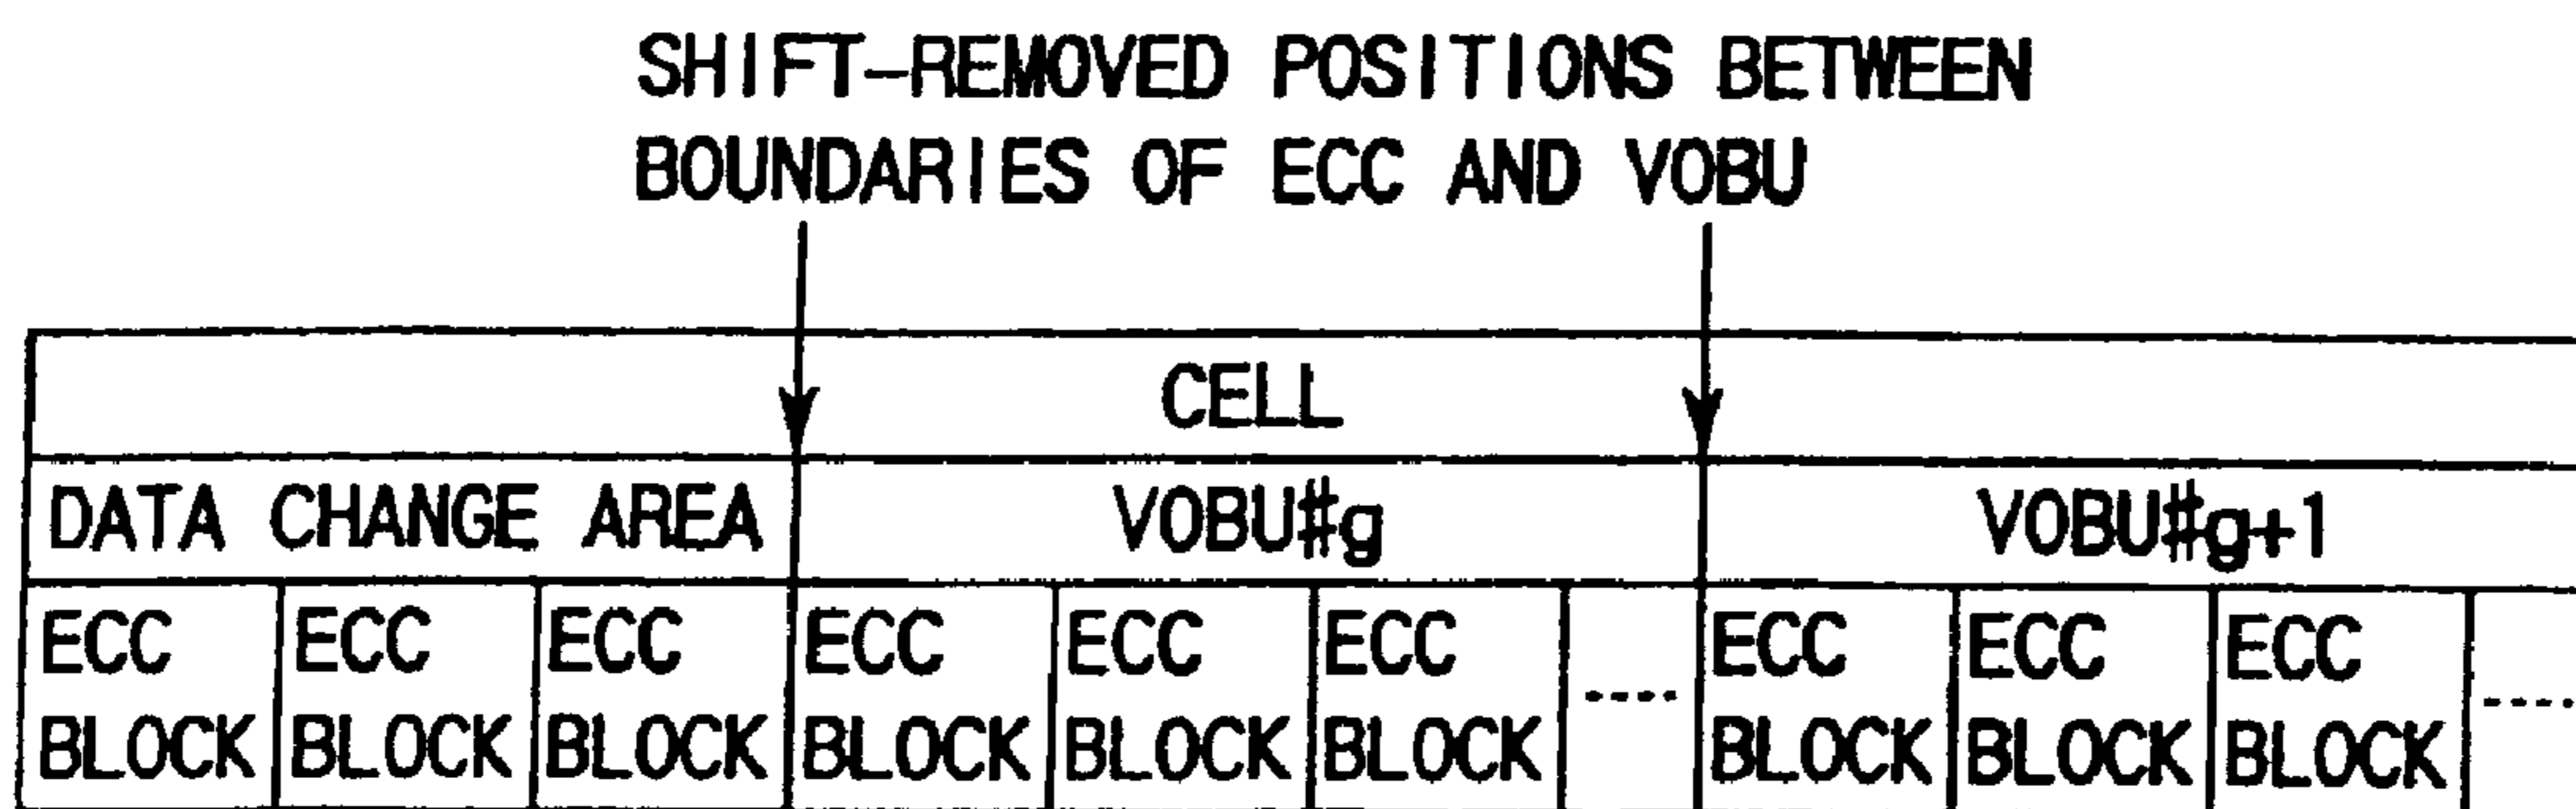 SHIFT-REMOVED POSITIONS BETWEEN
BOUNDARIES OF ECC AND VOBU
CELL
DATA CHANGE AREA VOBU#g VOBU#g+1
ECC ECC ECC ECC ECC ECC ---- ECC ECC ECC ----
BLOCK BLOCK BLOCK BLOCK BLOCK BLOCK BLOCK BLOCK BLOCK